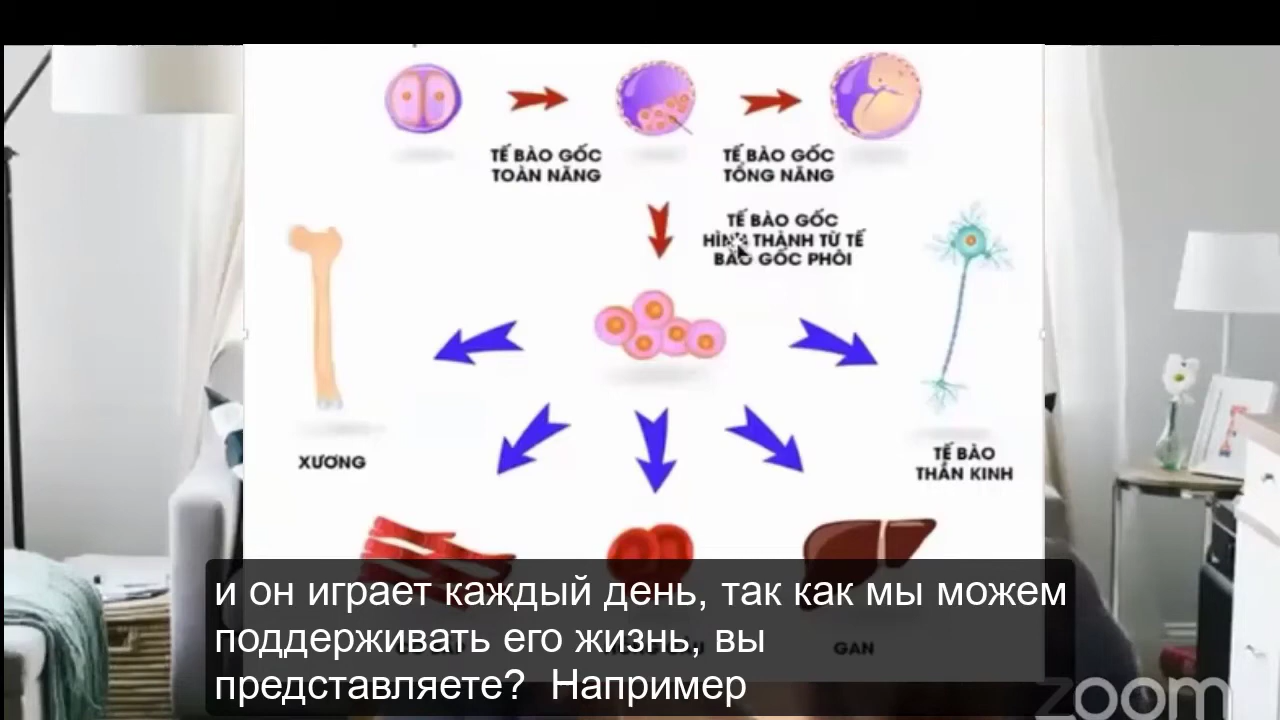 TẾ BÀO GỐC
TOÀN NĂNG
TẾ BÀO GỐC
TỔNG NĂNG
TẾ BÀO GỐC
HÌNH THÀNH TỪ TẾ
BÀO GỐC PHÔI
XƯƠNG
TẾ BÀO
THẦN KINH
GAN
и он играет каждый день, так как мы можем
поддерживать его жизнь, вы
представляете? Например
zoom